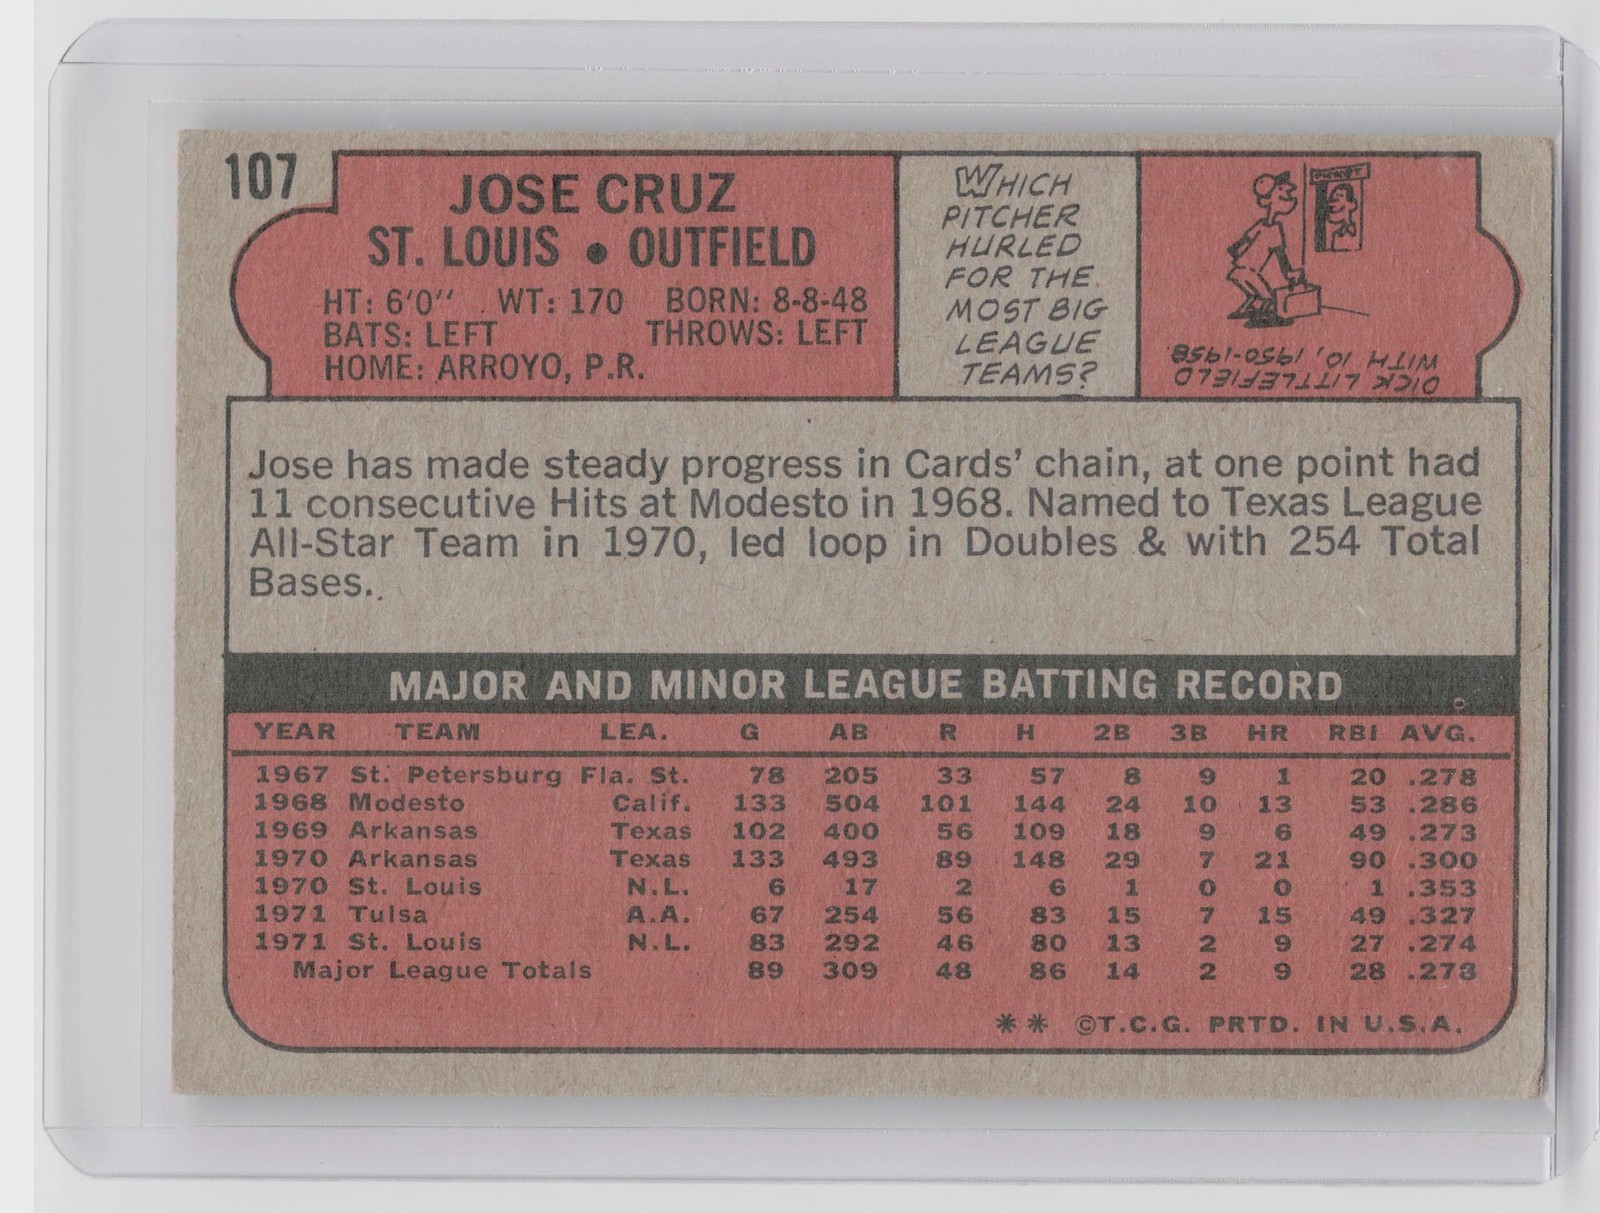 107
JOSE CRUZ
ST. LOUIS • OUTFIELD
HT: 6'0" WT: 170 BORN: 8-8-48
BATS: LEFT THROWS: LEFT
HOME: ARROYO, P.R.
WHICH
PITCHER
HURLED
FOR THE
MOST BIG
LEAGUE
TEAMS?
DICK LITTLEFIELD
WITH 10, 1950-1958.
Jose has made steady progress in Cards' chain, at one point had
11 consecutive Hits at Modesto in 1968. Named to Texas League
All-Star Team in 1970, led loop in Doubles & with 254 Total
Bases.
MAJOR AND MINOR LEAGUE BATTING RECORD
YEAR TEAM LEA. G AB R H 2B 3B HR RBI AVG.
1967 St. Petersburg Fla. St. 78 205 33 57 8 9 1 20 .278
1968 Modesto Calif. 133 504 101 144 24 10 13 53 .286
1969 Arkansas Texas 102 400 56 109 18 9 6 49 .273
1970 Arkansas Texas 133 493 89 148 29 7 21 90 .300
1970 St. Louis N.L. 6 17 2 6 1 0 0 1 .353
1971 Tulsa A.A. 67 254 56 83 15 7 15 49 .327
1971 St. Louis N.L. 83 292 46 80 13 2 9 27 .274
Major League Totals 89 309 48 86 14 2 9 28 .278
** ©T.C.G. PRTD. IN U.S.A.